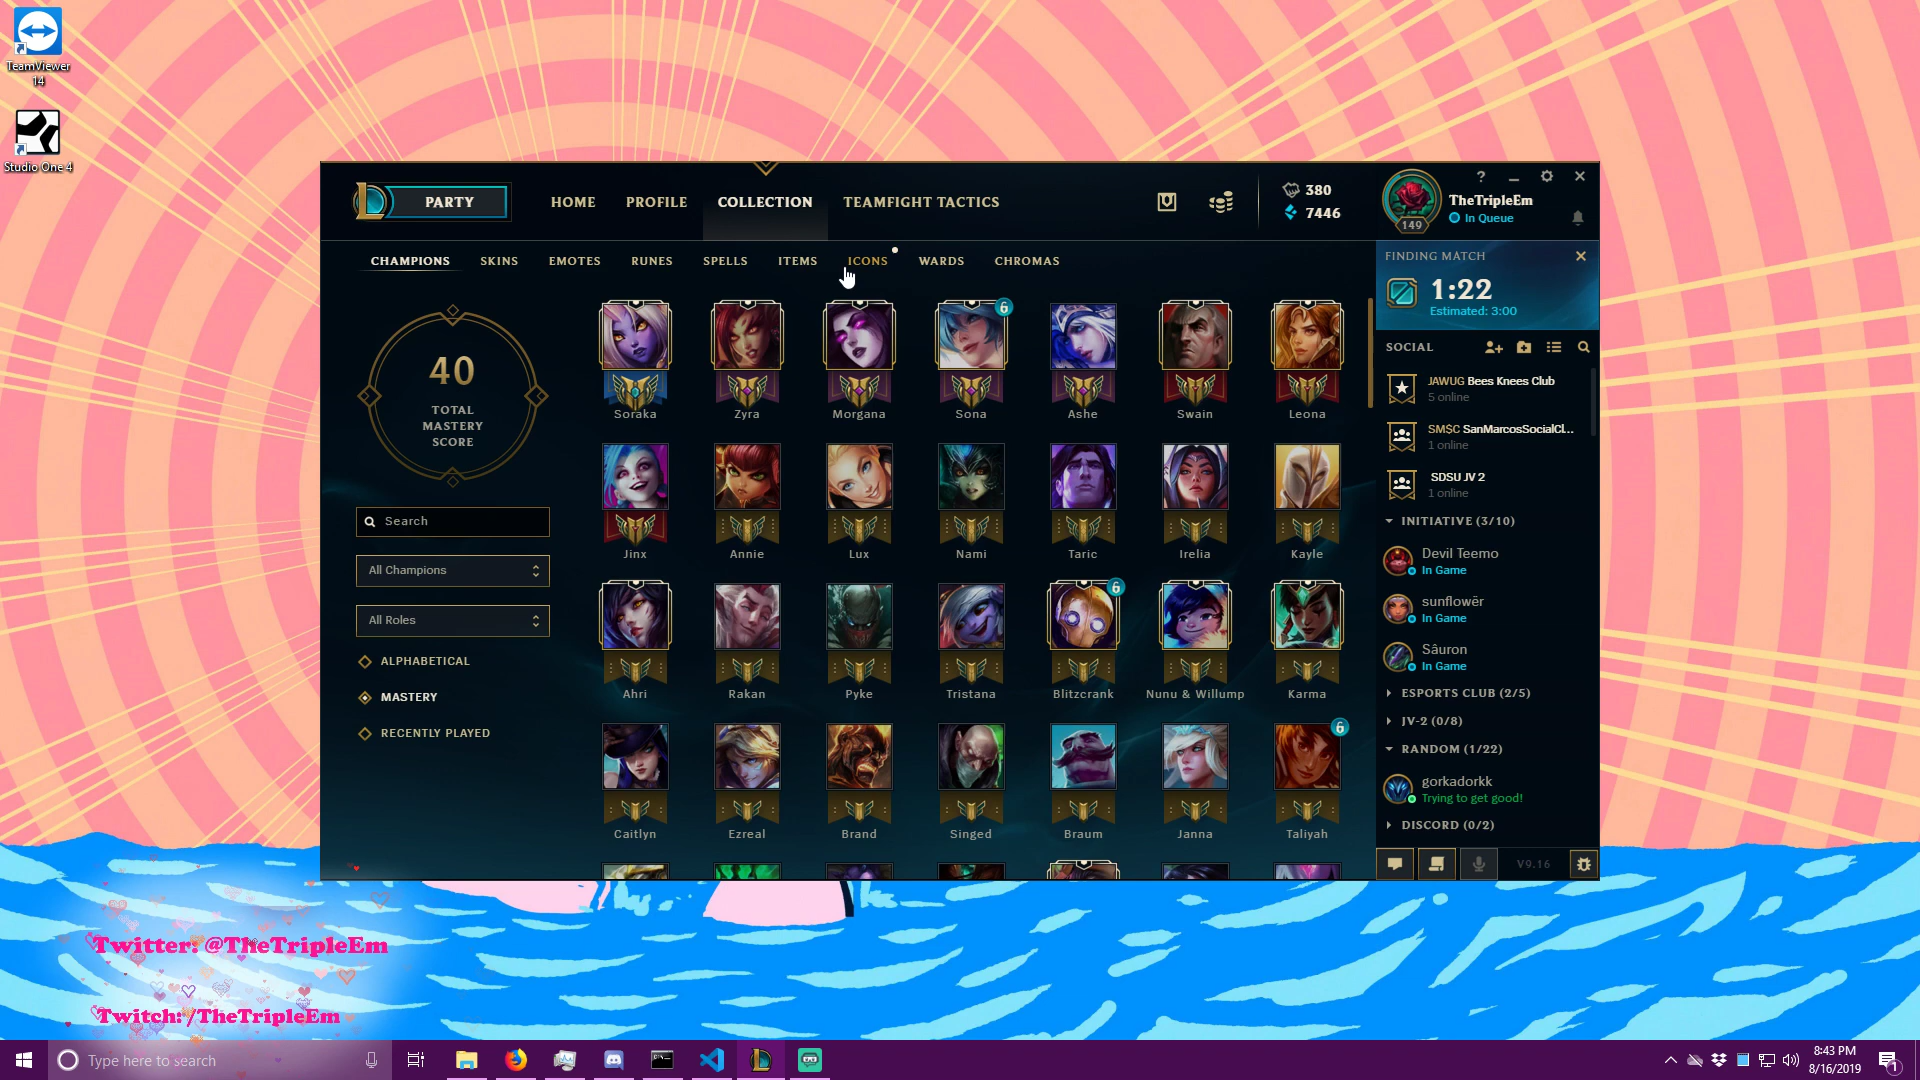 TeamViewer
14
Studio One 4
PARTY
HOME
PROFILE
COLLECTION
TEAMFIGHT TACTICS
380
7446
149
?
TheTripleEm
In Queue
CHAMPIONS
SKINS
EMOTES
RUNES
SPELLS
ITEMS
ICONS
WARDS
CHROMAS
40
TOTAL
MASTERY
SCORE
Search
All Champions
All Roles
ALPHABETICAL
MASTERY
RECENTLY PLAYED
6
Soraka
Zyra
Morgana
Sona
Ashe
Swain
Leona
Jinx
Annie
Lux
Nami
Taric
Irelia
Kayle
6
Ahri
Rakan
Pyke
Tristana
Blitzcrank
Nunu & Willump
Karma
6
Caitlyn
Ezreal
Brand
Singed
Braum
Janna
Taliyah
FINDING MATCH
1:22
Estimated: 3:00
SOCIAL
JAWUG Bees Knees Club
5 online
SM$C SanMarcosSocialCl...
1 online
SDSU JV 2
1 online
INITIATIVE (3/10)
Devil Teemo
In Game
sunflowër
In Game
Sâuron
In Game
ESPORTS CLUB (2/5)
JV-2 (0/8)
RANDOM (1/22)
gorkadorkk
Trying to get good!
DISCORD (0/2)
V9.16
Twitter: @TheTripleEm
Twitch:/TheTripleEm
Type here to search
8:43 PM
8/16/2019
1